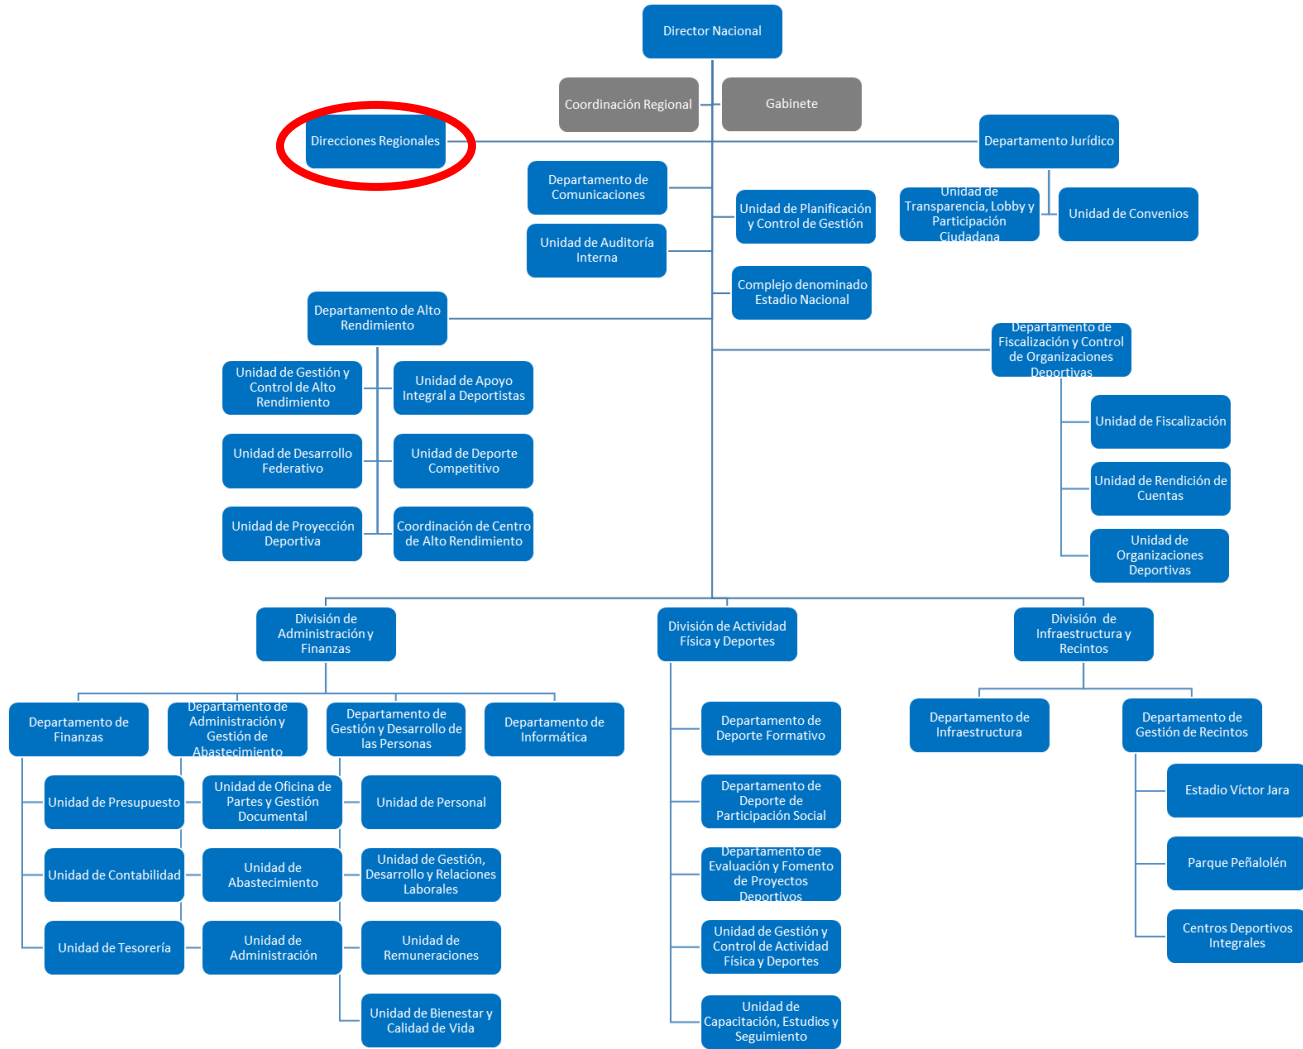 Director Nacional
Coordinación Regional
Gabinete
Direcciones Regionales
Departamento Jurídico
Departamento de
Comunicaciones
Unidad de Planificación
y Control de Gestión
Unidad de
Transparencia, Lobby y
Participación
Ciudadana
Unidad de Convenios
Unidad de Auditoría
Interna
Complejo denominado
Estadio Nacional
Departamento de Alto
Rendimiento
Departamento de
Fiscalización y Control
de Organizaciones
Deportivas
Unidad de Gestión y
Control de Alto
Rendimiento
Unidad de Apoyo
Integral a Deportistas
Unidad de Fiscalización
Unidad de Desarrollo
Federativo
Unidad de Deporte
Competitivo
Unidad de Rendición de
Cuentas
Unidad de Proyección
Deportiva
Coordinación de Centro
de Alto Rendimiento
Unidad de
Organizaciones
Deportivas
División de
Administración y
Finanzas
División de Actividad
Física y Deportes
División de
Infraestructura y
Recintos
Departamento de
Finanzas
Departamento de
Administración y
Gestión de
Abastecimiento
Departamento de
Gestión y Desarrollo de
las Personas
Departamento de
Informática
Departamento de
Deporte Formativo
Departamento de
Infraestructura
Departamento de
Gestión de Recintos
Unidad de Presupuesto
Unidad de Oficina de
Partes y Gestión
Documental
Unidad de Personal
Departamento de
Deporte de
Participación Social
Estadio Víctor Jara
Unidad de Contabilidad
Unidad de
Abastecimiento
Unidad de Gestión,
Desarrollo y Relaciones
Laborales
Departamento de
Evaluación y Fomento
de Proyectos
Deportivos
Parque Peñalolén
Unidad de Tesorería
Unidad de
Administración
Unidad de
Remuneraciones
Unidad de Gestión y
Control de Actividad
Física y Deportes
Centros Deportivos
Integrales
Unidad de Bienestar y
Calidad de Vida
Unidad de
Capacitación, Estudios y
Seguimiento